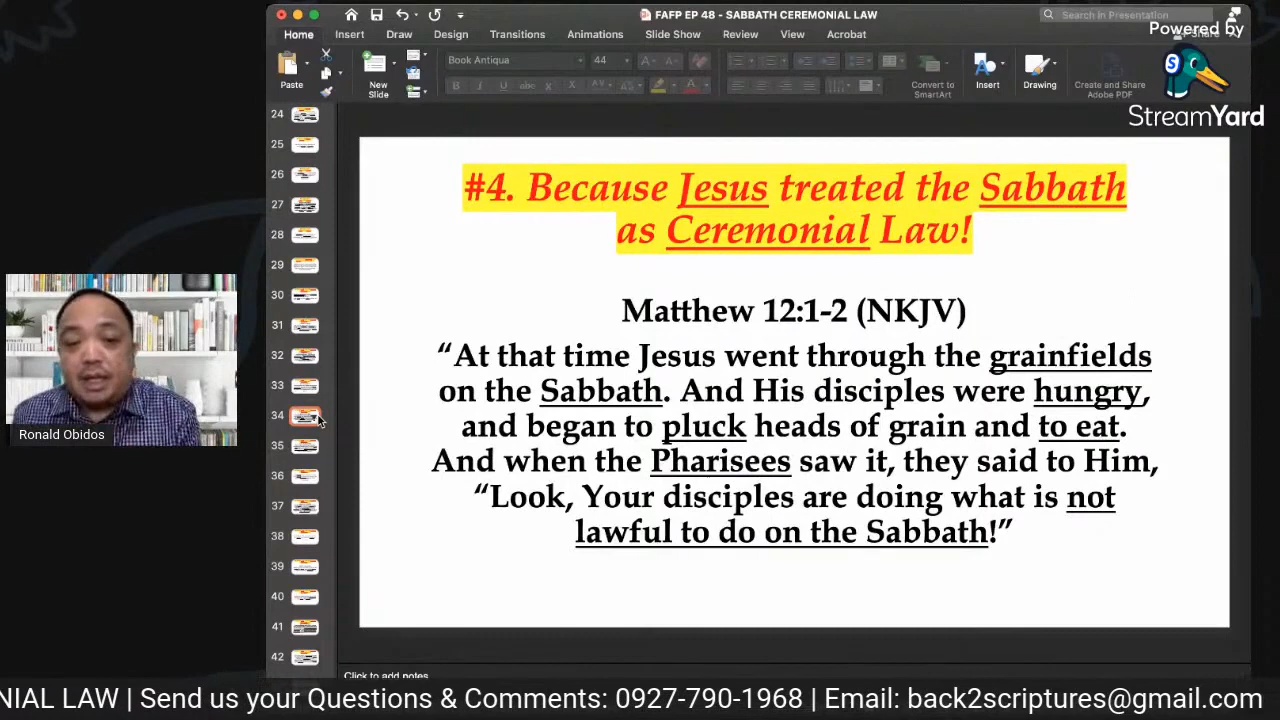 FAFP EP 48 - SABBATH CEREMONIAL LAW
Search in Presentation
Powered by
StreamYard
Home Insert Draw Design Transitions Animations Slide Show Review View Acrobat
Share
Paste
New Slide
Book Antiqua 44
Convert to SmartArt
Insert
Drawing
Create and Share Adobe PDF
24
25
26
27
28
29
30
31
32
33
34
35
36
37
38
39
40
41
42
#4. Because Jesus treated the Sabbath
as Ceremonial Law!
Matthew 12:1-2 (NKJV)
“At that time Jesus went through the grainfields
on the Sabbath. And His disciples were hungry,
and began to pluck heads of grain and to eat.
And when the Pharisees saw it, they said to Him,
“Look, Your disciples are doing what is not
lawful to do on the Sabbath!”
Ronald Obidos
Click to add notes
NIAL LAW | Send us your Questions & Comments: 0927-790-1968 | Email: back2scriptures@gmail.com